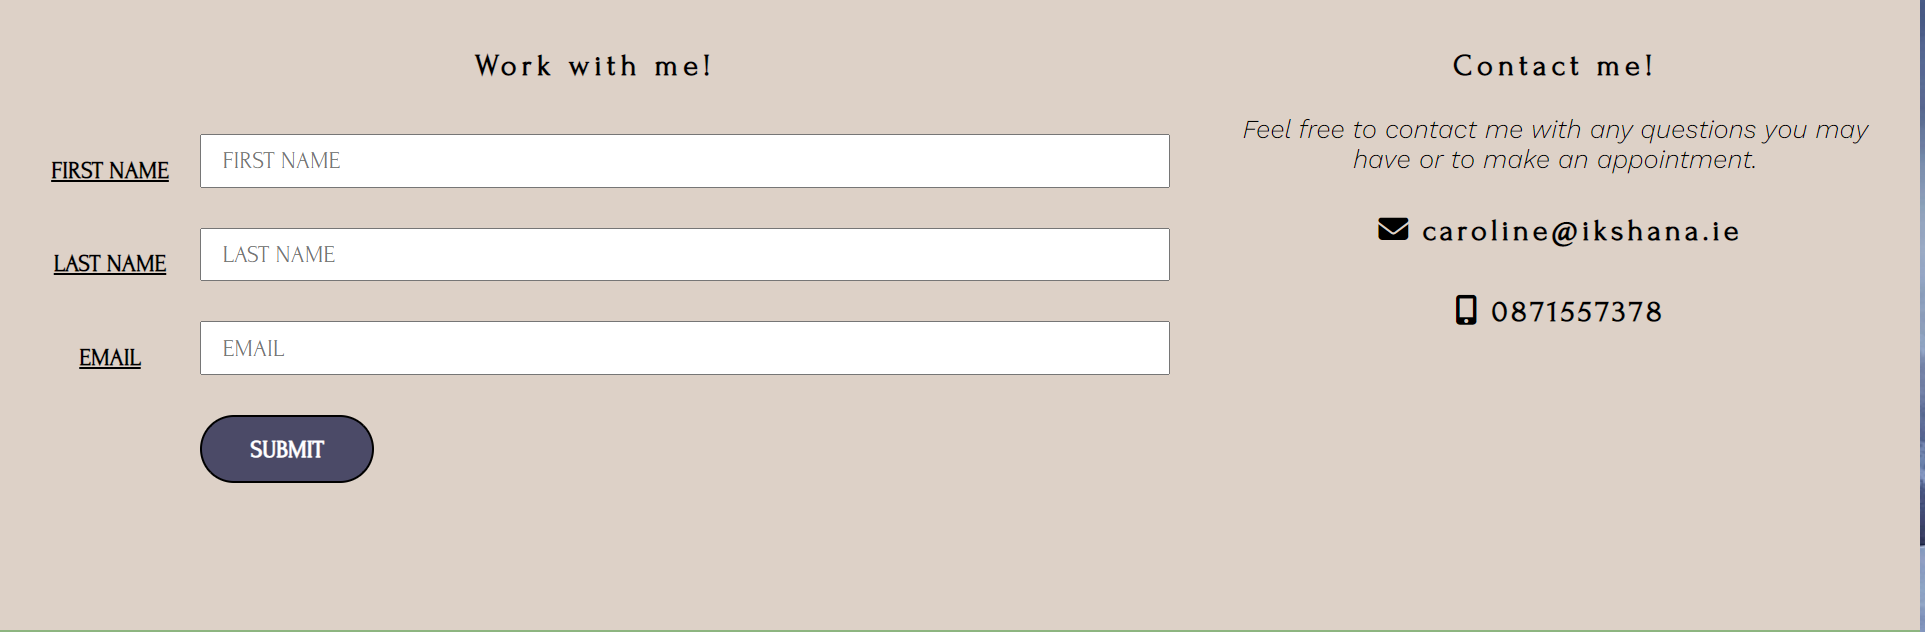 Work with me!
FIRST NAME
FIRST NAME
LAST NAME
LAST NAME
EMAIL
EMAIL
SUBMIT
Contact me!
Feel free to contact me with any questions you may
have or to make an appointment.
caroline@ikshana.ie
0871557378